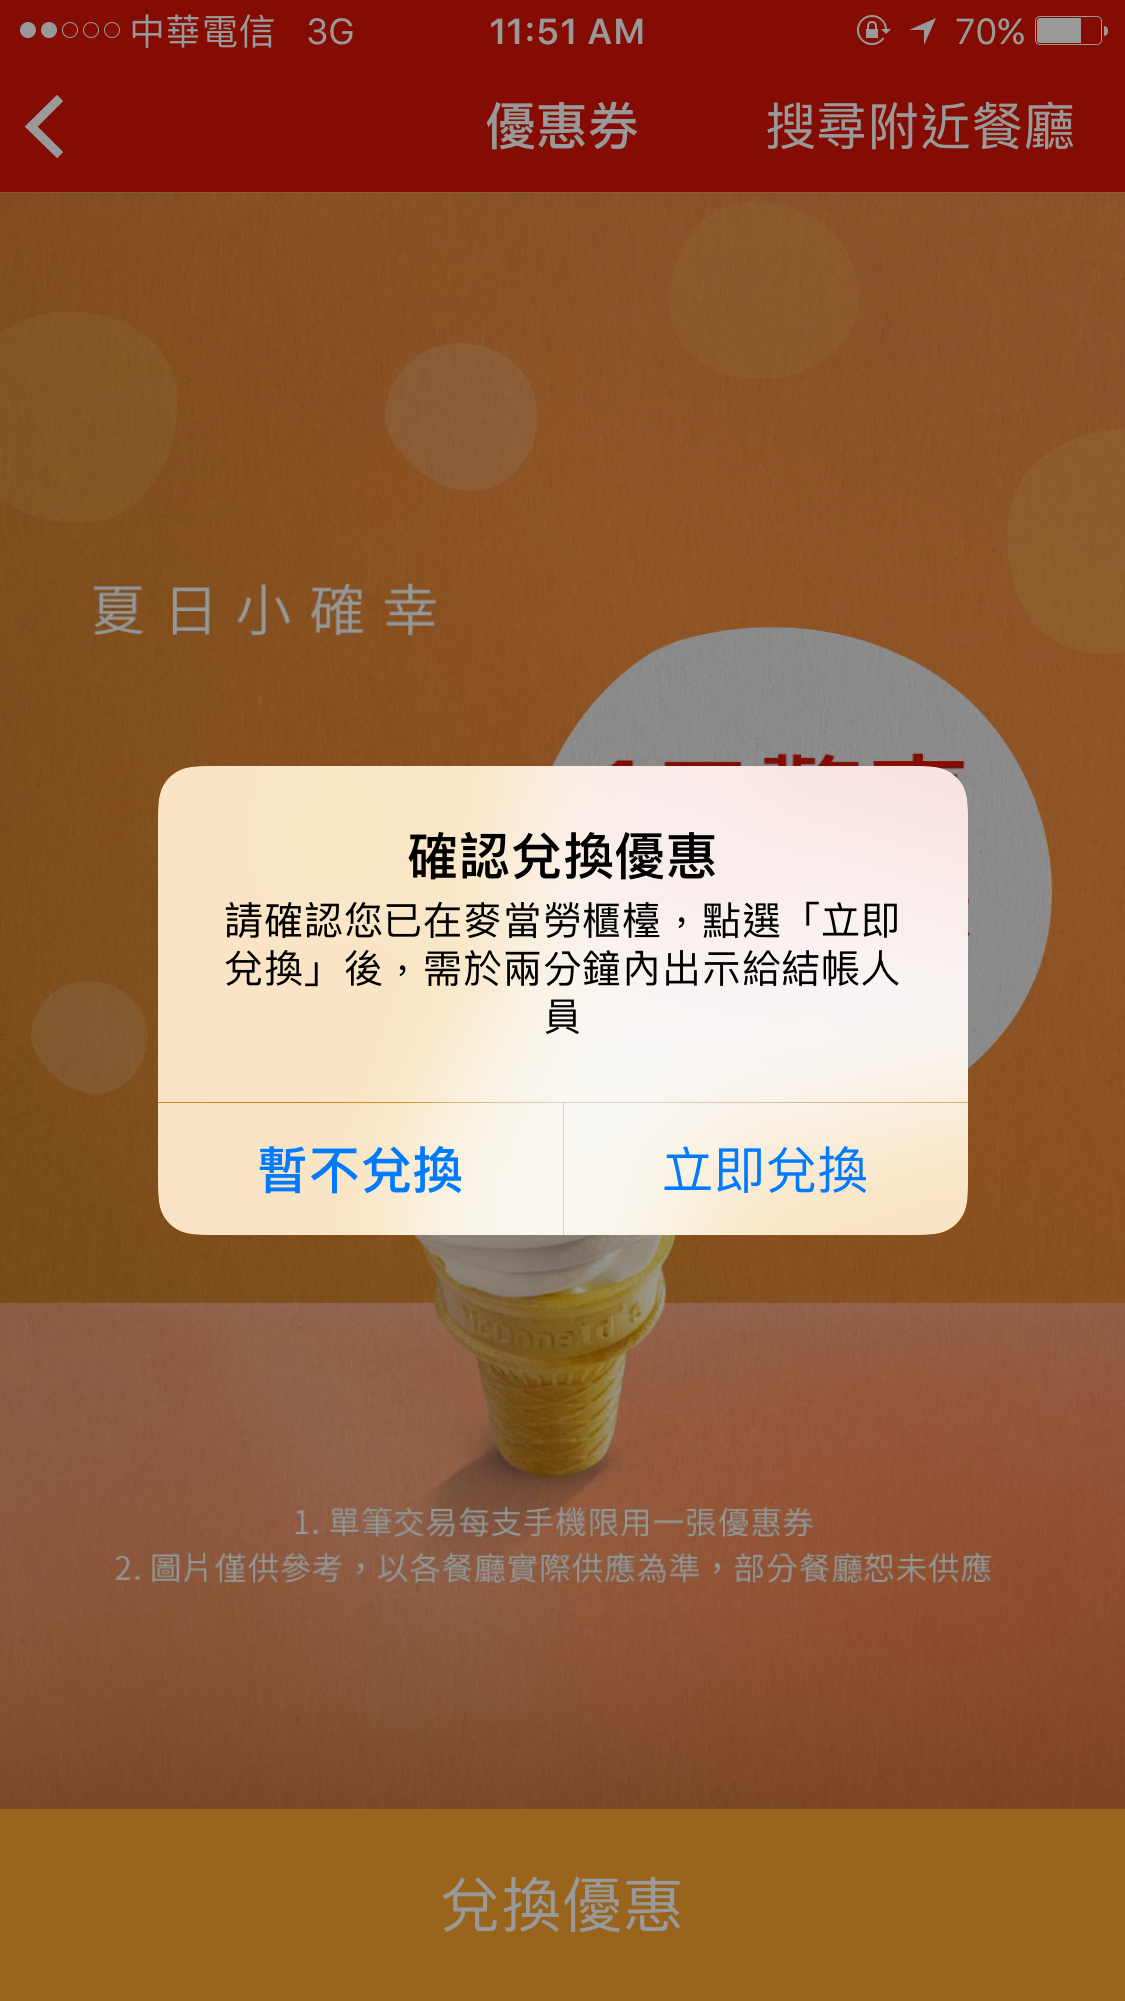 中華電信 3G 11:51 AM 70%
優惠券 搜尋附近餐廳
夏日小確幸
確認兌換優惠
請確認您已在麥當勞櫃檯，點選「立即
兌換」後，需於兩分鐘內出示給結帳人
員
暫不兌換 立即兌換
McDonald's
1. 單筆交易每支手機限用一張優惠券
2. 圖片僅供參考，以各餐廳實際供應為準，部分餐廳恕未供應
兌換優惠